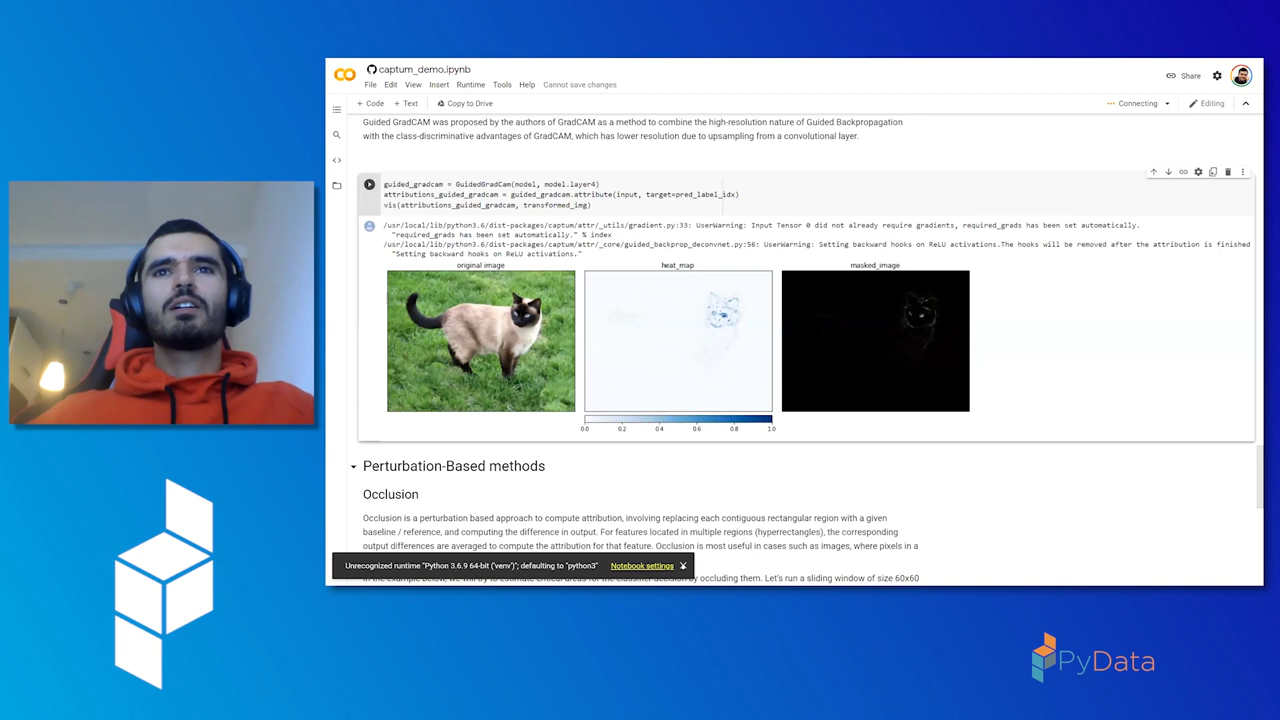 captum_demo.ipynb
File Edit View Insert Runtime Tools Help Cannot save changes
Share
+ Code + Text Copy to Drive
Connecting
Editing
Guided GradCAM was proposed by the authors of GradCAM as a method to combine the high-resolution nature of Guided Backpropagation
with the class-discriminative advantages of GradCAM, which has lower resolution due to upsampling from a convolutional layer.
guided_gradcam = GuidedGradCam(model, model.layer4)
attributions_guided_gradcam = guided_gradcam.attribute(input, target=pred_label_idx)
vis(attributions_guided_gradcam, transformed_img)
/usr/local/lib/python3.6/dist-packages/captum/attr/_utils/gradient.py:33: UserWarning: Input Tensor 0 did not already require gradients, required_grads has been set automatically.
"required_grads has been set automatically." % index
/usr/local/lib/python3.6/dist-packages/captum/attr/_core/guided_backprop_deconvnet.py:56: UserWarning: Setting backward hooks on ReLU activations.The hooks will be removed after the attribution is finished
"Setting backward hooks on ReLU activations."
original image
heat_map
masked_image
0.0 0.2 0.4 0.6 0.8 1.0
Perturbation-Based methods
Occlusion
Occlusion is a perturbation based approach to compute attribution, involving replacing each contiguous rectangular region with a given
baseline / reference, and computing the difference in output. For features located in multiple regions (hyperrectangles), the corresponding
output differences are averaged to compute the attribution for that feature. Occlusion is most useful in cases such as images, where pixels in a
Unrecognized runtime "Python 3.6.9 64-bit ('venv')"; defaulting to "python3" Notebook settings
by occluding them. Let's run a sliding window of size 60x60
PyData